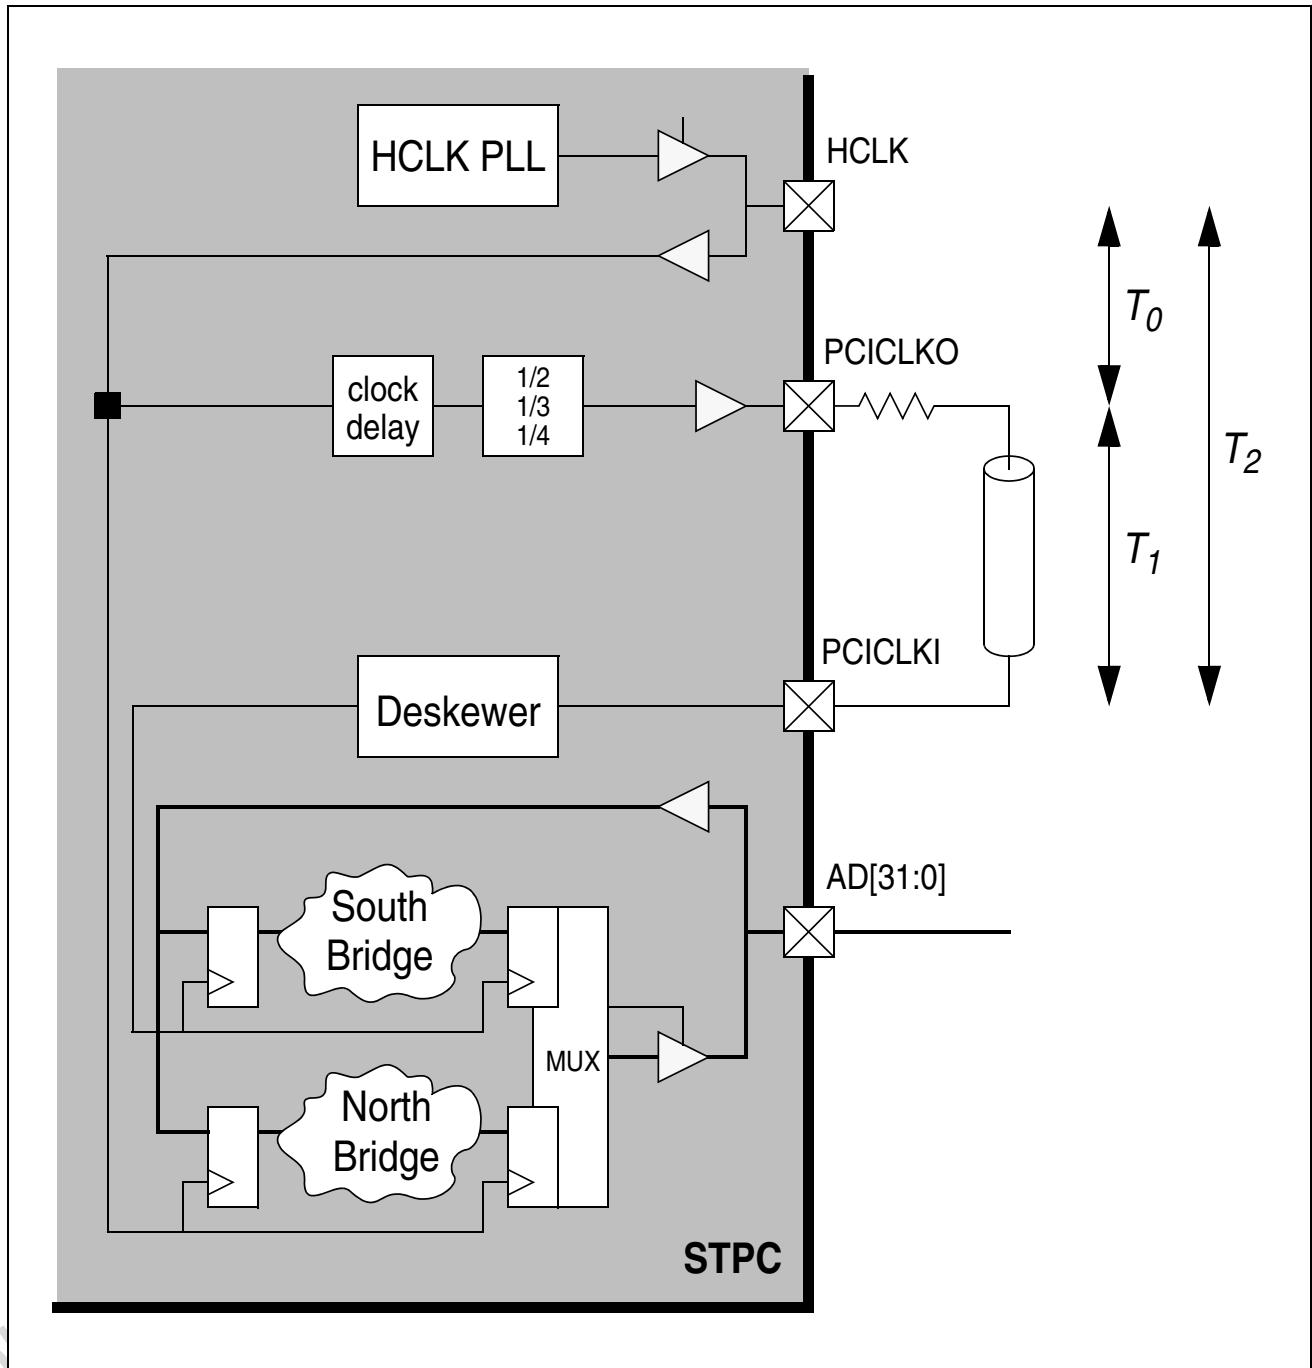 HCLK PLL
HCLK
T0
PCICLKO
clock
delay
1/2
1/3
1/4
T2
T1
PCICLKI
Deskewer
AD[31:0]
South
Bridge
MUX
North
Bridge
STPC